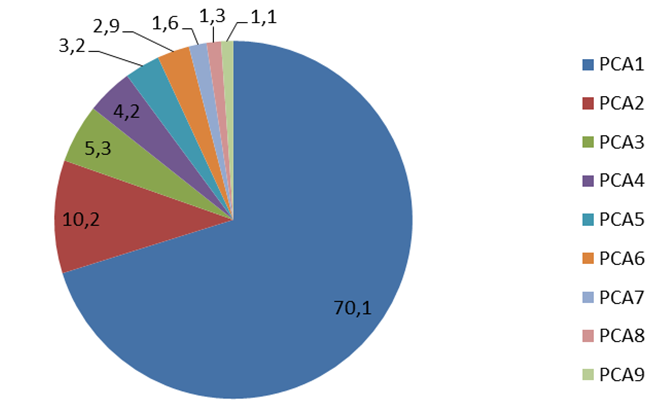 1,3
1,1
1,6
2,9
3,2
4,2
5,3
10,2
70,1
PCA1
PCA2
PCA3
PCA4
PCA5
PCA6
PCA7
PCA8
PCA9